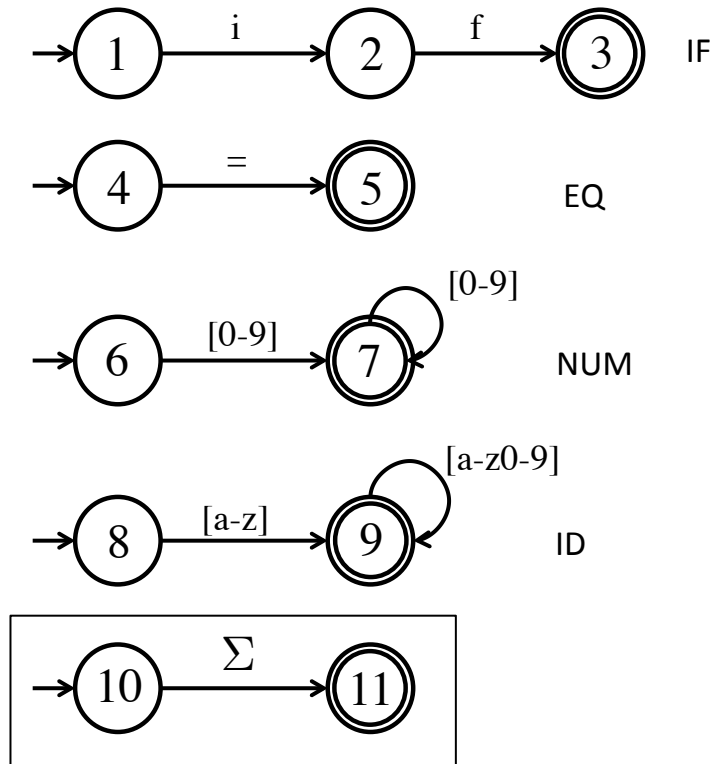 i f
1 2 3 IF
=
4 5 EQ
[0-9]
[0-9]
6 7 NUM
[a-z0-9]
[a-z]
8 9 ID
Σ
10 11